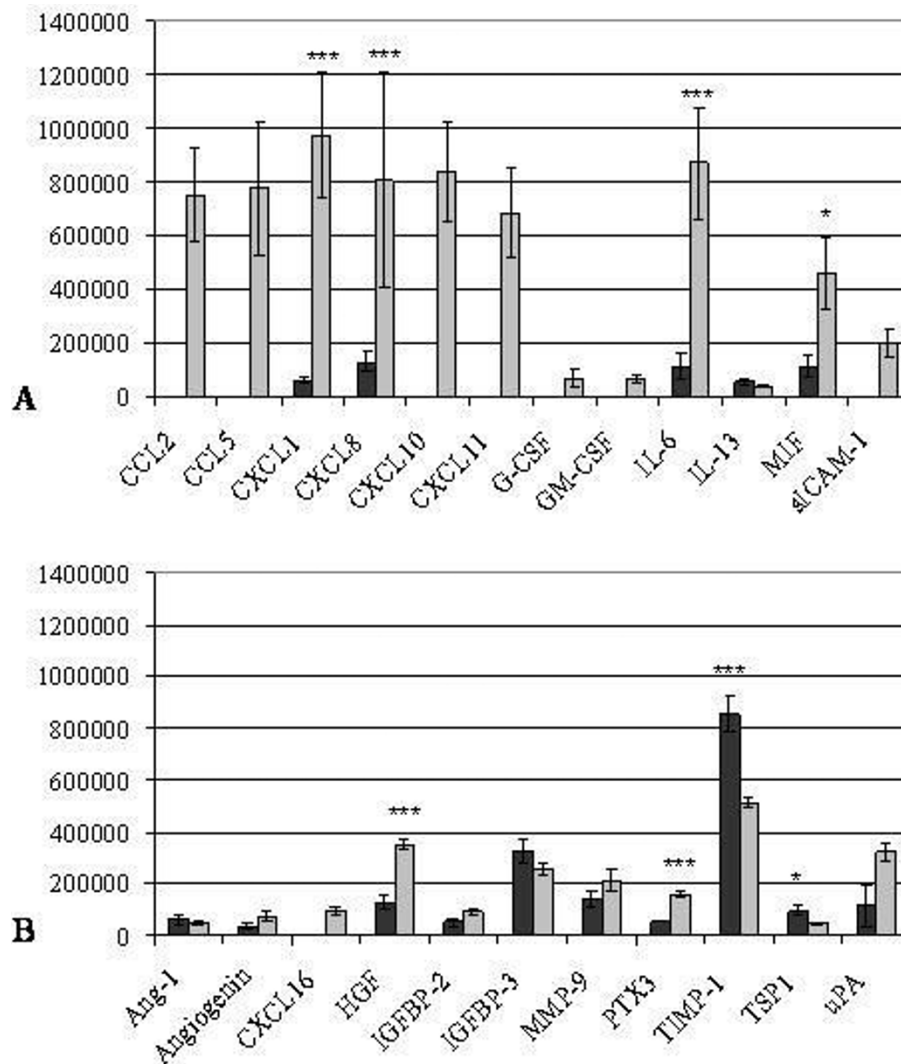 1400000
1200000
1000000
800000
600000
400000
200000
0
*** *** *** *
A
CCL2 CCL5 CXCL1 CXCL8 CXCL10 CXCL11 G-CSF GM-CSF IL-6 IL-13 MIF sICAM-1
1400000
1200000
1000000
800000
600000
400000
200000
0
*** *** *** *
B
Ang-1 Angiogenin CXCL16 HGF IGFBP-2 IGFBP-3 MMP-9 PTX3 TIMP-1 TSP1 uPA